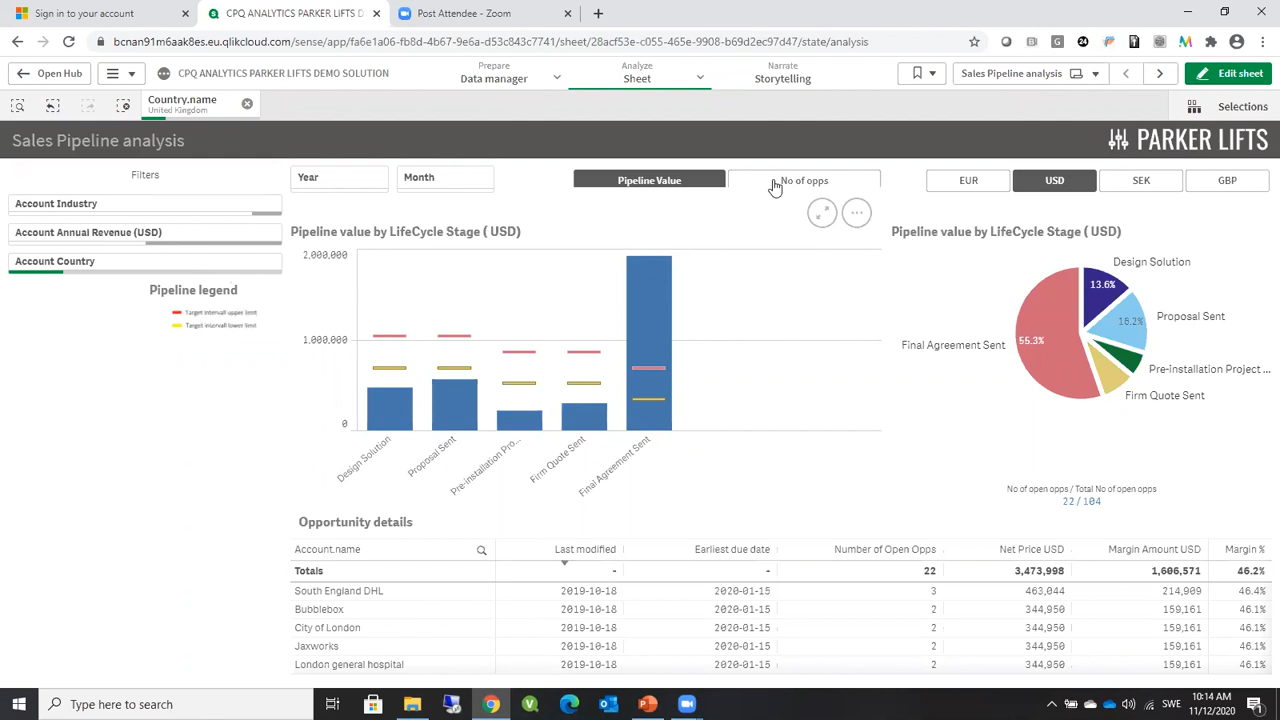 Sign in to your account
CPQ ANALYTICS PARKER LIFTS DEM
Post Attendee - Zoom
bcnan91m6aak8es.eu.qlikcloud.com/sense/app/fa6e1a06-fb8d-4b67-9e6a-d53c843c7741/sheet/28acf53e-c055-465e-9908-b69d2ec97d47/state/analysis
24
Open Hub
CPQ ANALYTICS PARKER LIFTS DEMO SOLUTION
Prepare
Data manager
Analyze
Sheet
Narrate
Storytelling
Sales Pipeline analysis
Edit sheet
Country.name
United Kingdom
Selections
Sales Pipeline analysis
PARKER LIFTS
Filters
Year
Month
Pipeline Value
No of opps
EUR
USD
SEK
GBP
Account Industry
Account Annual Revenue (USD)
Account Country
Pipeline legend
Target intervall upper limit
Target intervall lower limit
Pipeline value by LifeCycle Stage ( USD)
2,000,000
1,000,000
0
Design Solution
Proposal Sent
Pre-installation Pro...
Firm Quote Sent
Final Agreement Sent
Pipeline value by LifeCycle Stage ( USD)
Design Solution
13.6%
Proposal Sent
16.2%
Final Agreement Sent
55.3%
Pre-installation Project ...
Firm Quote Sent
No of open opps / Total No of open opps
22 / 104
Opportunity details
Account.name Last modified Earliest due date Number of Open Opps Net Price USD Margin Amount USD Margin %
Totals - - 22 3,473,998 1,606,571 46.2%
South England DHL 2019-10-18 2020-01-15 3 463,044 214,909 46.4%
Bubblebox 2019-10-18 2020-01-15 2 344,950 159,161 46.1%
City of London 2019-10-18 2020-01-15 2 344,950 159,161 46.1%
Jaxworks 2019-10-18 2020-01-15 2 344,950 159,161 46.1%
London general hospital 2019-10-18 2020-01-15 2 344,950 159,161 46.1%
Type here to search
SWE
10:14 AM
11/12/2020